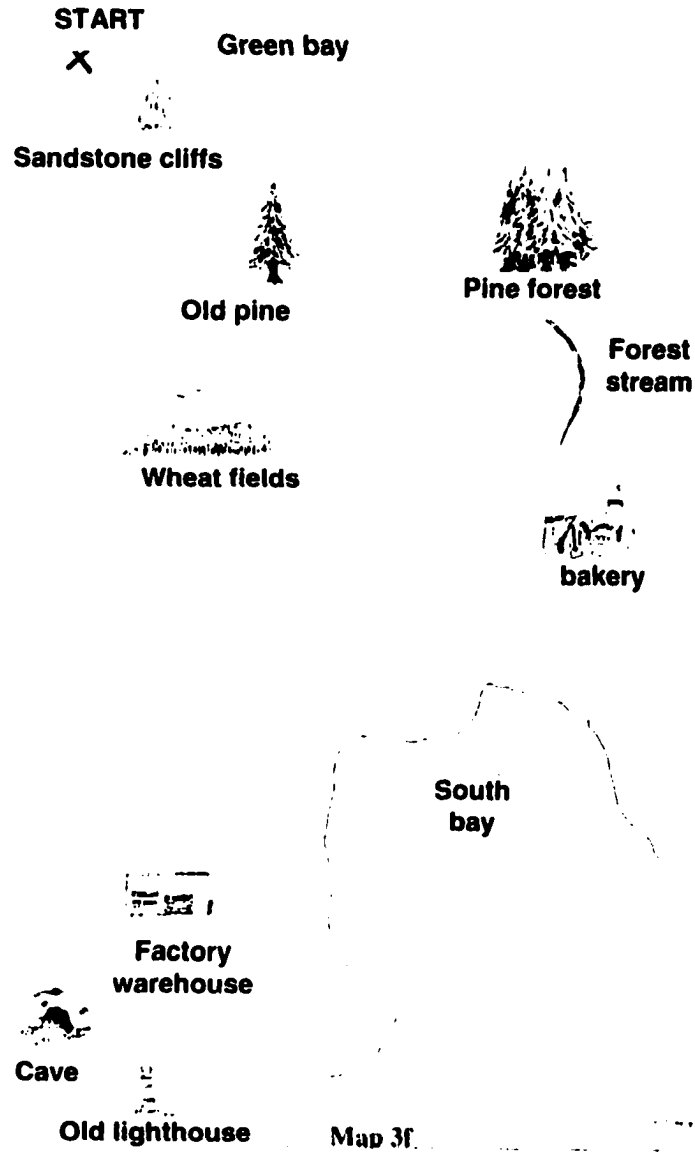 START
Green bay
Sandstone cliffs
Old pine
Pine forest
Forest
stream
Wheat fields
bakery
South
bay
Factory
warehouse
Cave
Old lighthouse
Map 3f